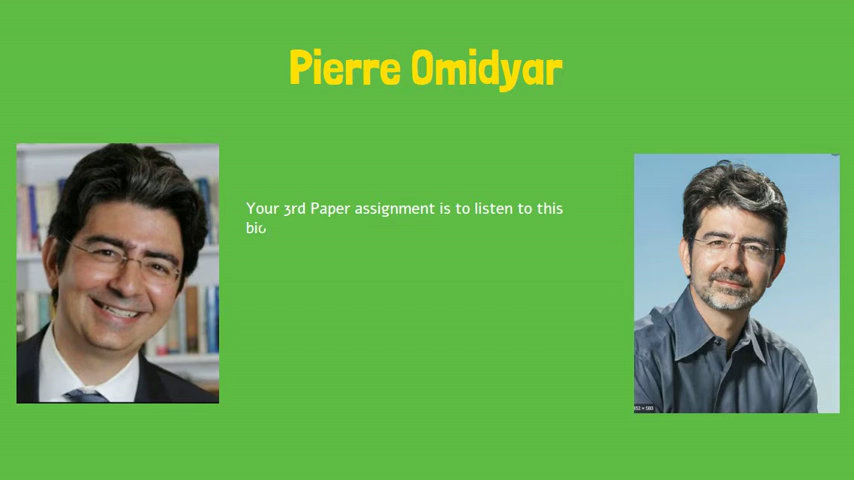 Pierre Omidyar
Your 3rd Paper assignment is to listen to this
bio